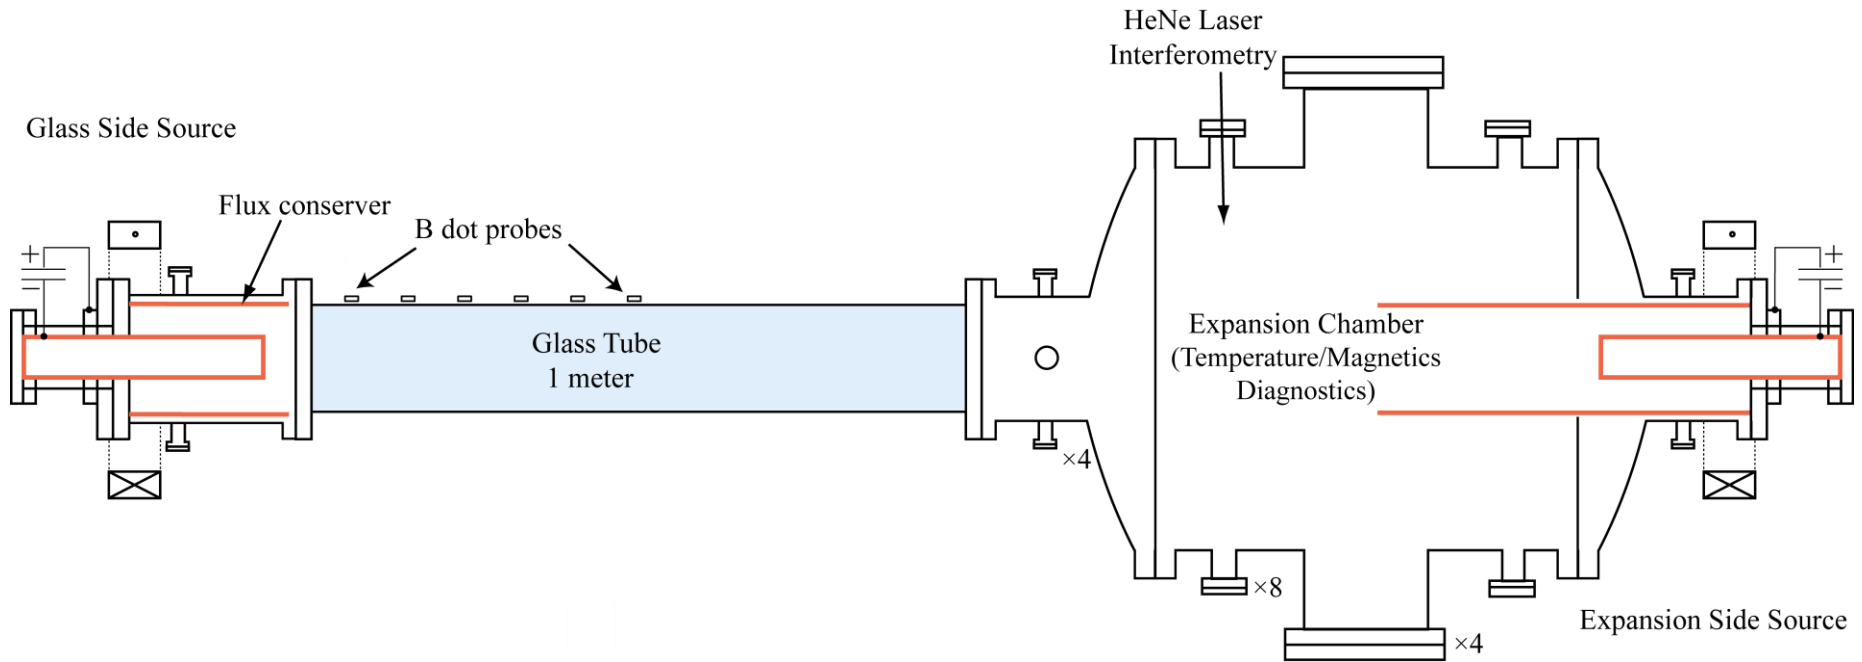 HeNe Laser
Interferometry
Glass Side Source
Flux conserver
B dot probes
+
−
+
−
Glass Tube
1 meter
Expansion Chamber
(Temperature/Magnetics
Diagnostics)
×4
×8
Expansion Side Source
×4